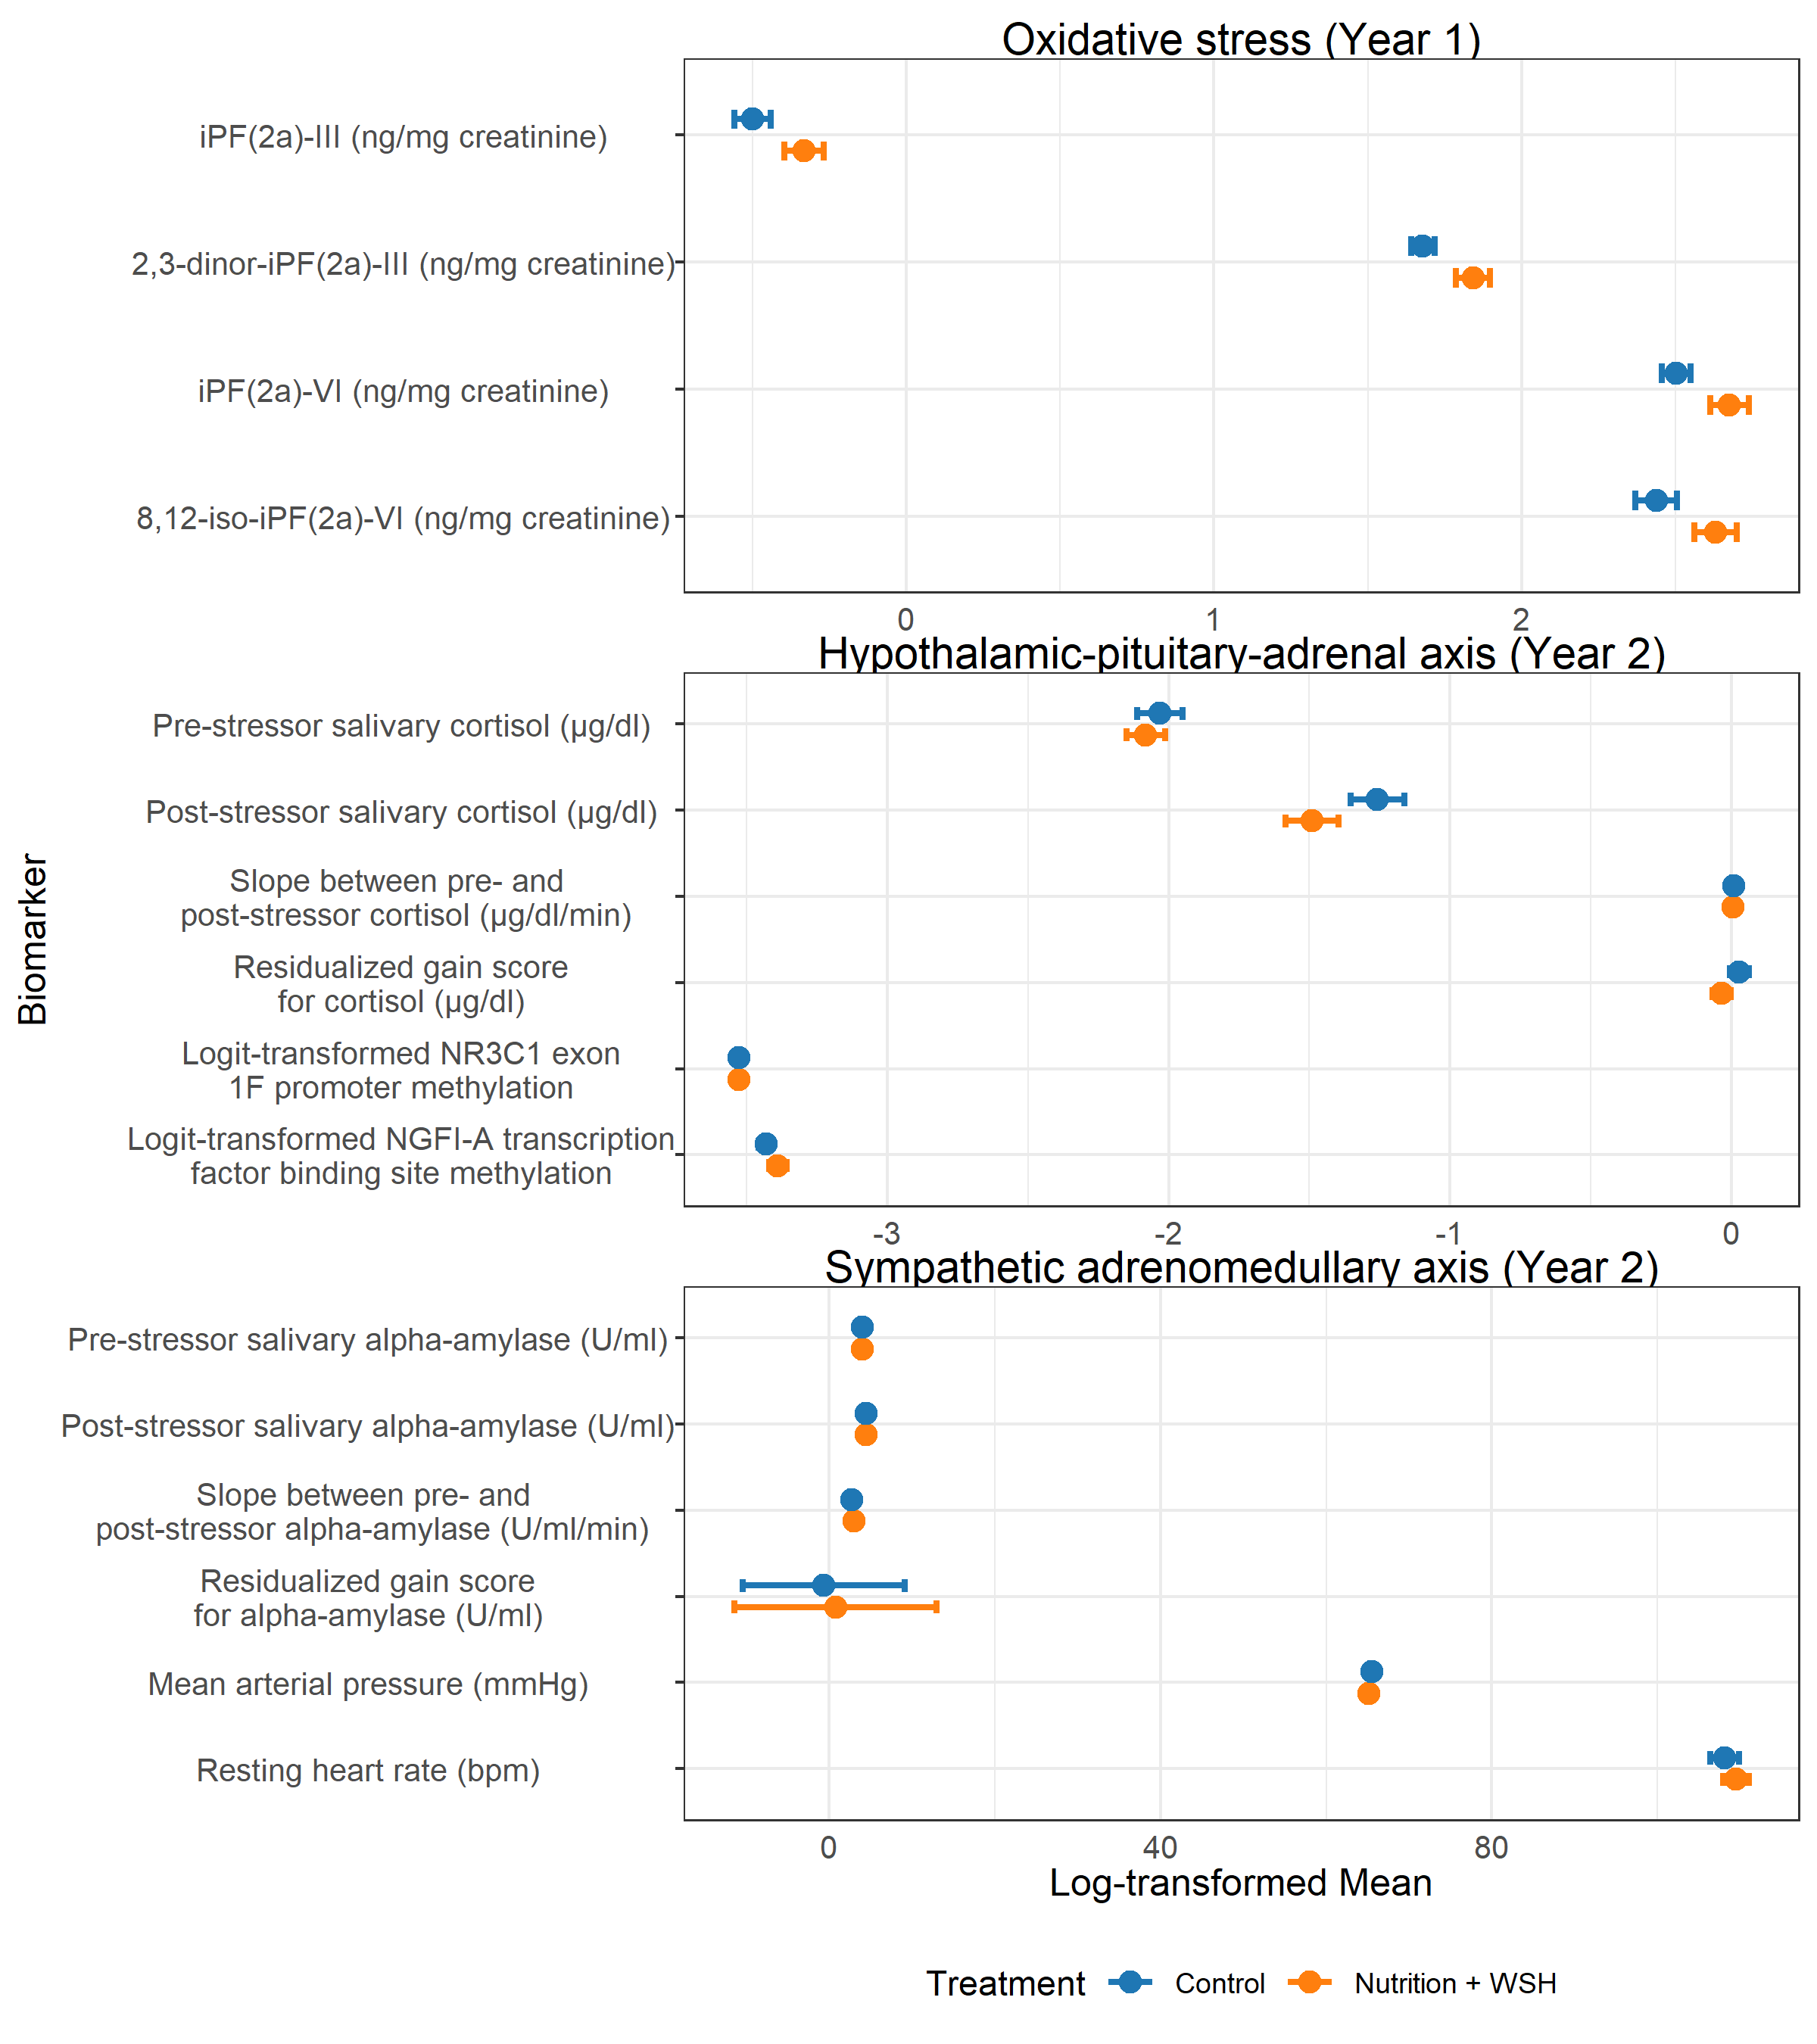 Oxidative stress (Year 1)
iPF(2a)-III (ng/mg creatinine)
2,3-dinor-iPF(2a)-III (ng/mg creatinine)
iPF(2a)-VI (ng/mg creatinine)
8,12-iso-iPF(2a)-VI (ng/mg creatinine)
0 1 2
Hypothalamic-pituitary-adrenal axis (Year 2)
Pre-stressor salivary cortisol (µg/dl)
Post-stressor salivary cortisol (µg/dl)
Slope between pre- and
post-stressor cortisol (µg/dl/min)
Residualized gain score
for cortisol (µg/dl)
Logit-transformed NR3C1 exon
1F promoter methylation
Logit-transformed NGFI-A transcription
factor binding site methylation
-3 -2 -1 0
Biomarker
Sympathetic adrenomedullary axis (Year 2)
Pre-stressor salivary alpha-amylase (U/ml)
Post-stressor salivary alpha-amylase (U/ml)
Slope between pre- and
post-stressor alpha-amylase (U/ml/min)
Residualized gain score
for alpha-amylase (U/ml)
Mean arterial pressure (mmHg)
Resting heart rate (bpm)
0 40 80
Log-transformed Mean
Treatment Control Nutrition + WSH